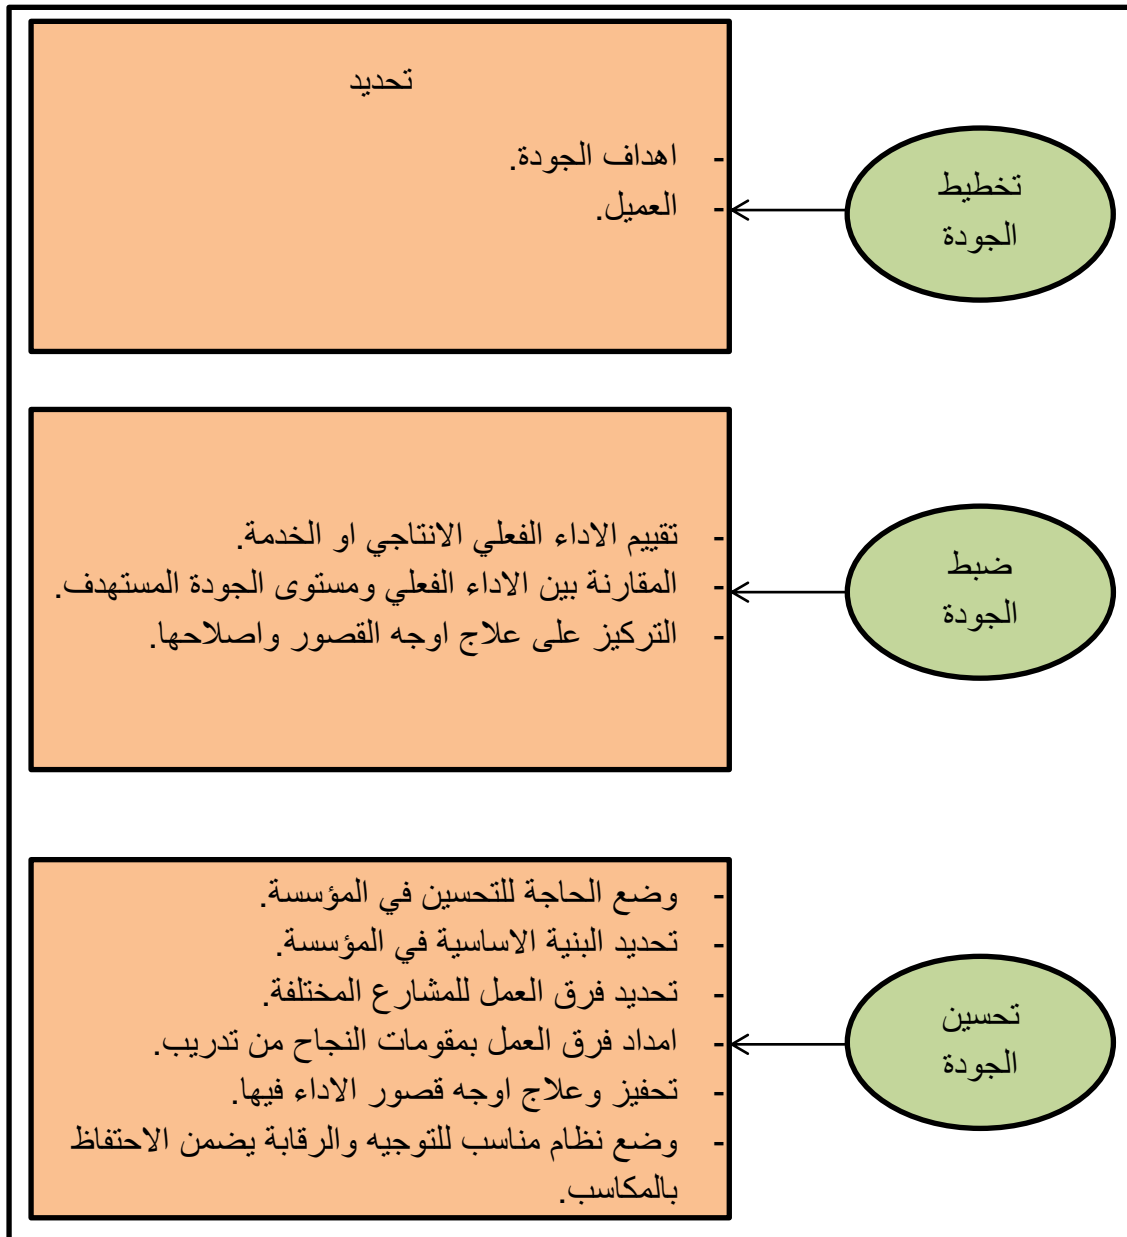 تحديد
- اهداف الجودة.
- العميل.
تخطيط
الجودة
- تقييم الاداء الفعلي الانتاجي او الخدمة.
- المقارنة بين الاداء الفعلي ومستوى الجودة المستهدف.
- التركيز على علاج اوجه القصور واصلاحها.
ضبط
الجودة
- وضع الحاجة للتحسين في المؤسسة.
- تحديد البنية الاساسية في المؤسسة.
- تحديد فرق العمل للمشارع المختلفة.
- امداد فرق العمل بمقومات النجاح من تدريب.
- تحفيز وعلاج اوجه قصور الاداء فيها.
- وضع نظام مناسب للتوجيه والرقابة يضمن الاحتفاظ
بالمكاسب.
تحسين
الجودة